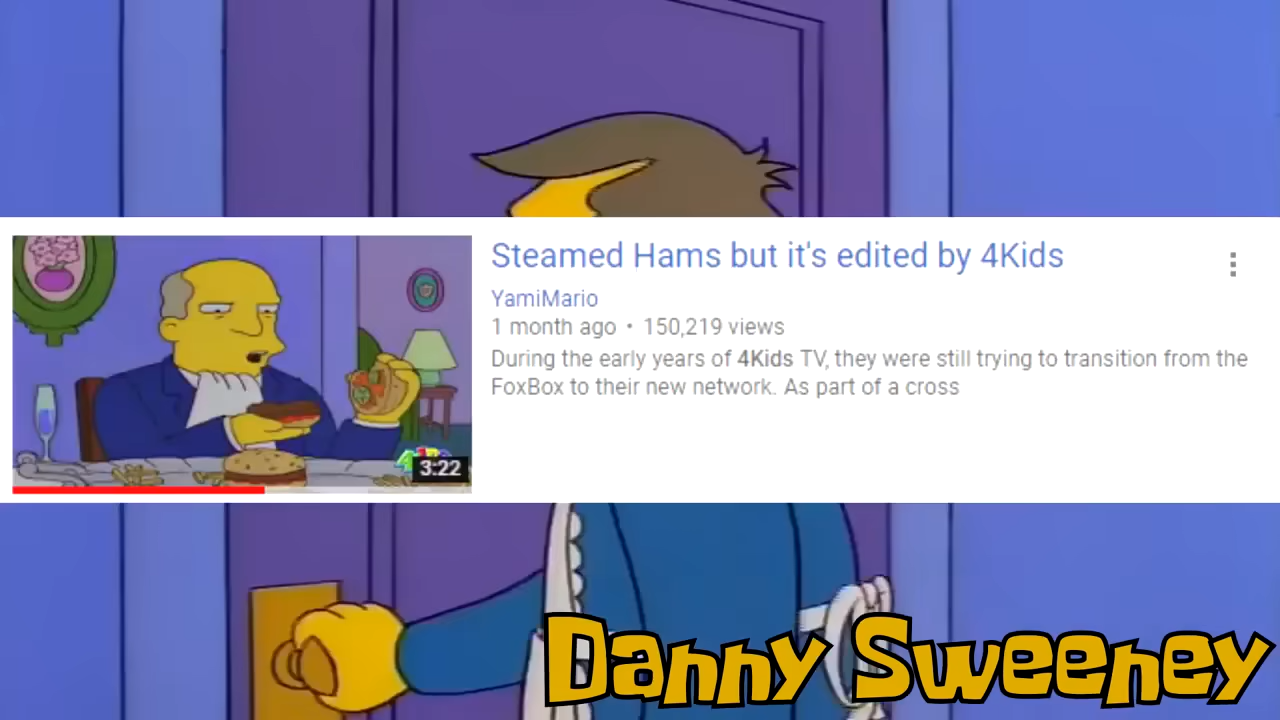 Steamed Hams but it's edited by 4Kids
YamiMario
1 month ago • 150,219 views
During the early years of 4Kids TV, they were still trying to transition from the
FoxBox to their new network. As part of a cross
3:22
Danny Sweeney